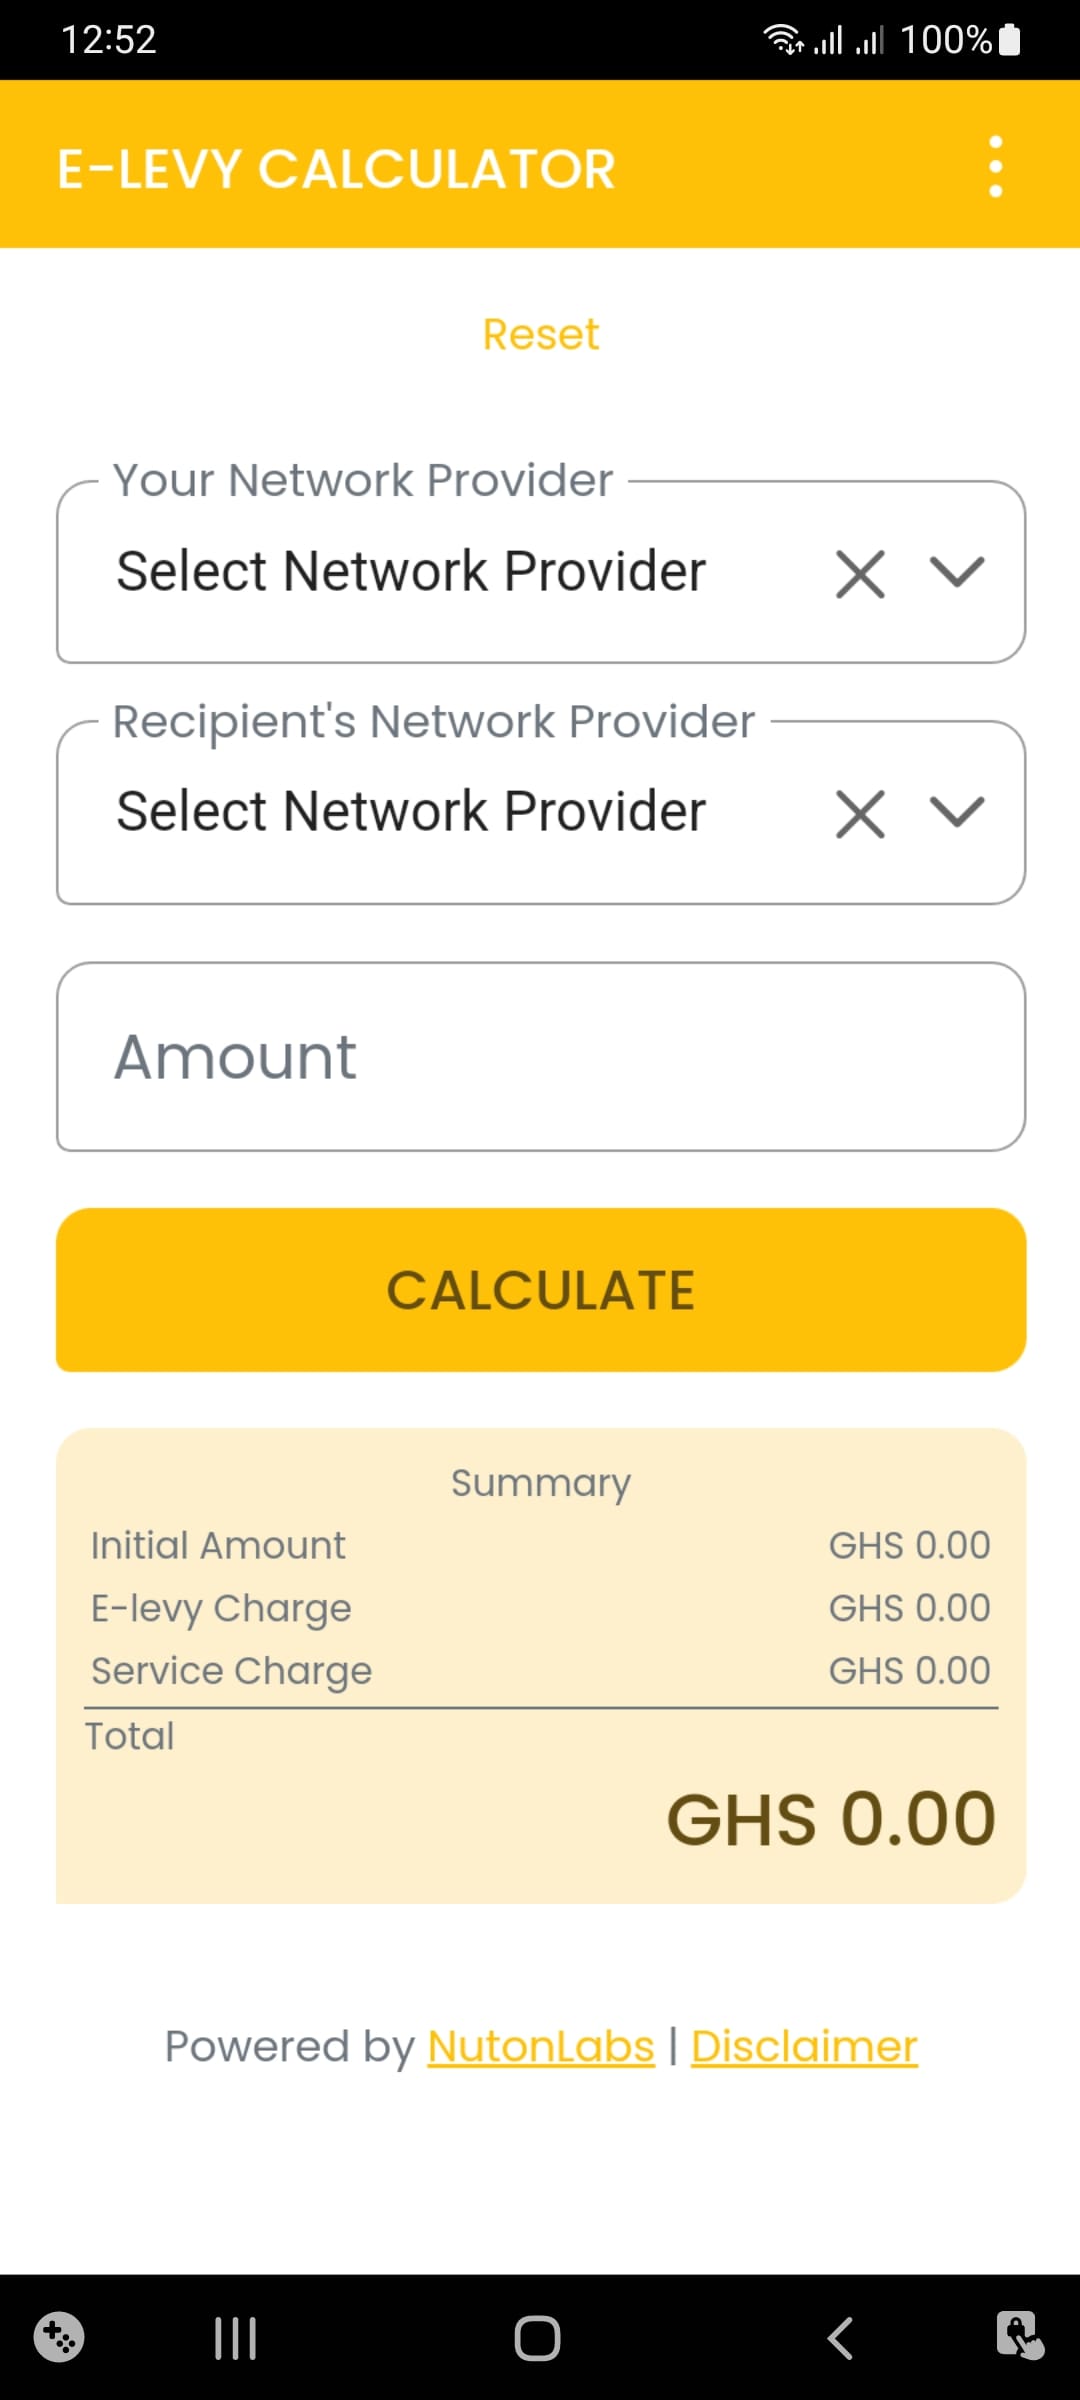 12:52 100%
E-LEVY CALCULATOR
Reset
Your Network Provider
Select Network Provider
Recipient's Network Provider
Select Network Provider
Amount
CALCULATE
Summary
Initial Amount GHS 0.00
E-levy Charge GHS 0.00
Service Charge GHS 0.00
Total
GHS 0.00
Powered by NutonLabs | Disclaimer